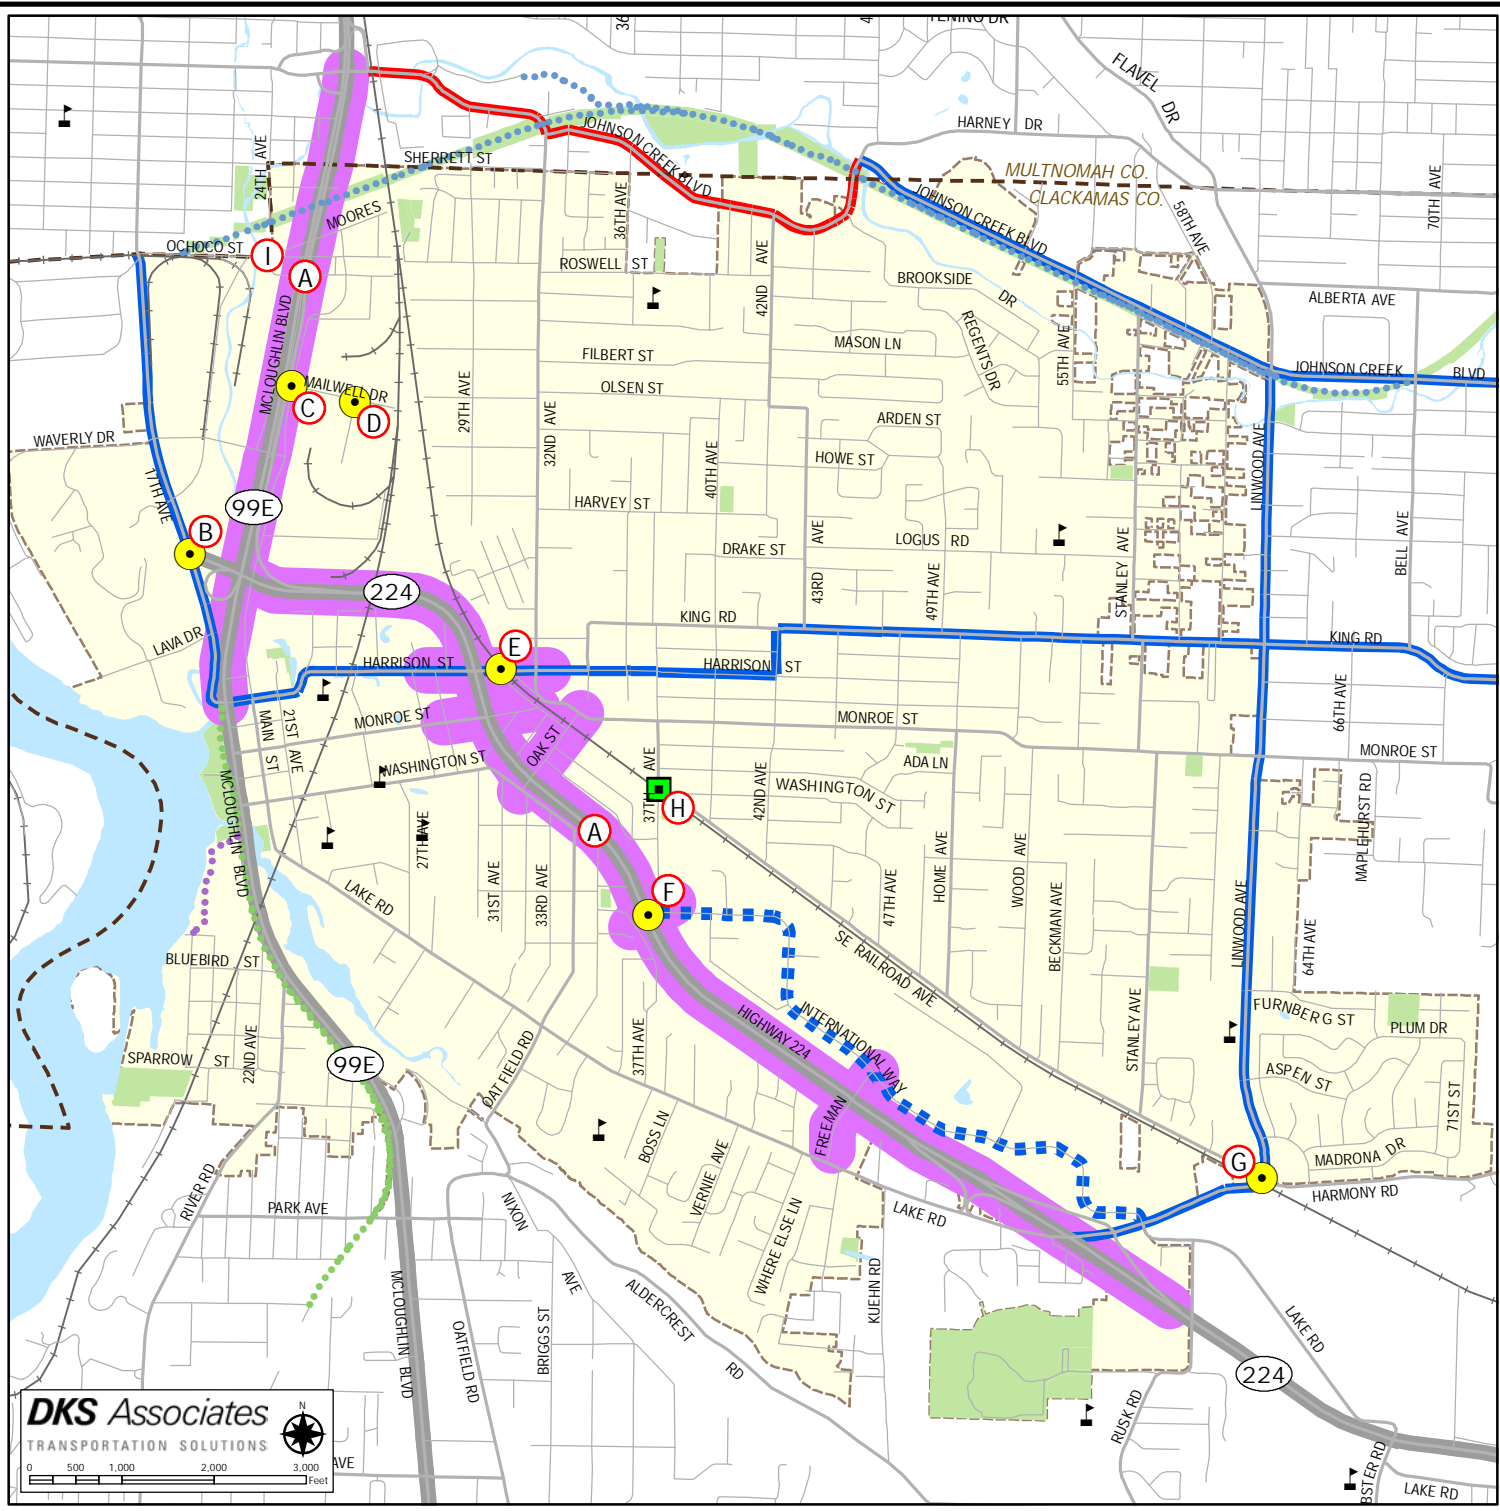 36
4
TENINO DR
FLAVEL DR
HARNEY DR
24TH AVE
SHERRETT ST
JOHNSON CREEK BLVD
MULTNOMAH CO.
CLACKAMAS CO.
70TH AVE
58TH AVE
36TH AVE
MOORES
JOHNSON CREEK BLVD
OCHOCO ST
I
A
ROSWELL ST
42ND AVE
BROOKSIDE DR
ALBERTA AVE
MCLOUGHLIN BLVD
REGENTS DR
55TH AVE
MASON LN
FILBERT ST
OLSEN ST
JOHNSON CREEK BLVD
MAILWELL DR
C
D
29TH AVE
32ND AVE
ARDEN ST
WAVERLY DR
HOWE ST
LINWOOD AVE
17TH AVE
40TH AVE
99E
HARVEY ST
B
DRAKE ST
43RD AVE
LOGUS RD
STANLEY AVE
BELL AVE
224
49TH AVE
KING RD
KING RD
LAVA DR
E
HARRISON ST
HARRISON ST
66TH AVE
MAIN ST
21ST AVE
MONROE ST
MONROE ST
MONROE ST
OAK ST
WASHINGTON ST
37TH AVE
ADA LN
WASHINGTON ST
42ND AVE
H
MCLOUGHLIN BLVD
27TH AVE
A
MAPLEHURST RD
HOME AVE
WOOD AVE
LAKE RD
31ST AVE
33RD AVE
F
47TH AVE
BECKMAN AVE
LINWOOD AVE
64TH AVE
SE RAILROAD AVE
BLUEBIRD ST
INTERNATIONAL WAY
HIGHWAY 224
STANLEY AVE
FURNBERG ST
PLUM DR
SPARROW ST
22ND AVE
99E
OATFIELD RD
37TH AVE
ASPEN ST
71ST ST
FREEMAN
BOSS LN
VERNIE AVE
G
MADRONA DR
HARMONY RD
RIVER RD
PARK AVE
NIXON AVE
LAKE RD
WHERE ELSE LN
KUEHN RD
MCLOUGHLIN BLVD
OATFIELD RD
BRIGGS ST
ALDERCREST RD
LAKE RD
224
RUSK RD
DKS Associates
TRANSPORTATION SOLUTIONS
N
0 500 1,000 2,000 3,000
Feet
AVE
BSTER RD
LAKE RD